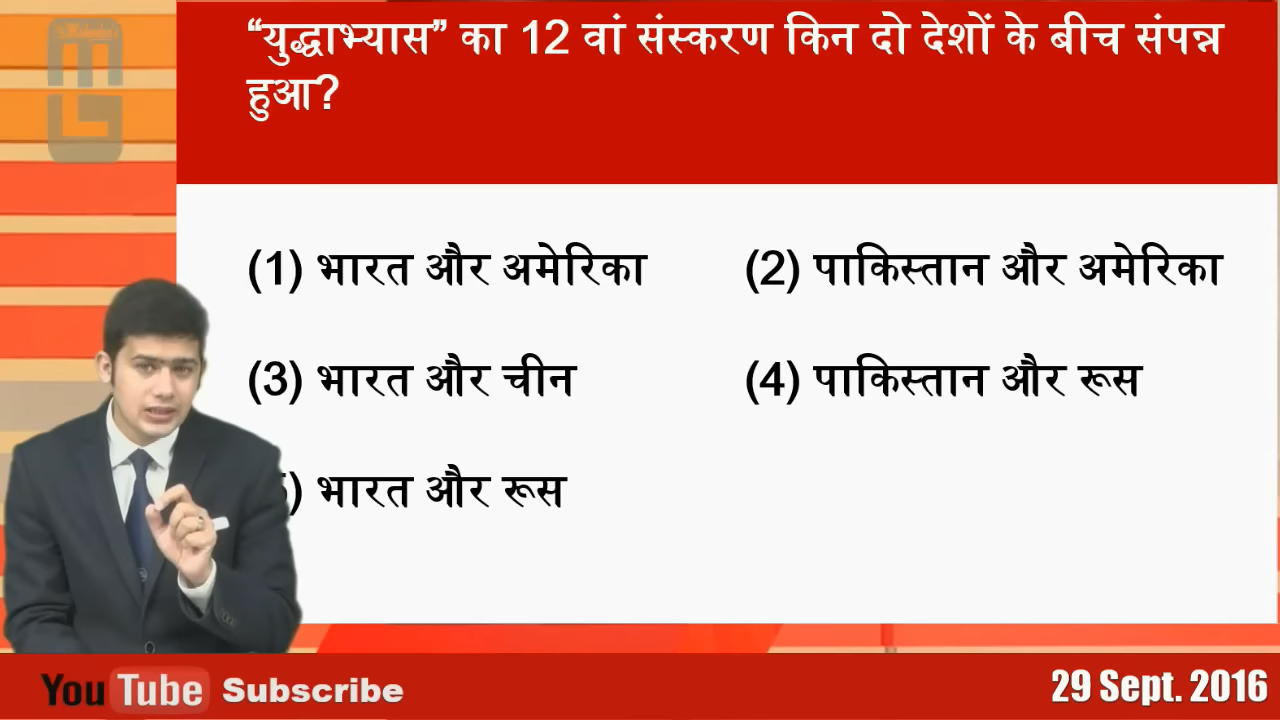 “युद्धाभ्यास” का 12 वां संस्करण किन दो देशों के बीच संपन्न
हुआ?
(1) भारत और अमेरिका
(2) पाकिस्तान और अमेरिका
(3) भारत और चीन
(4) पाकिस्तान और रूस
5) भारत और रूस
YouTube Subscribe
29 Sept. 2016